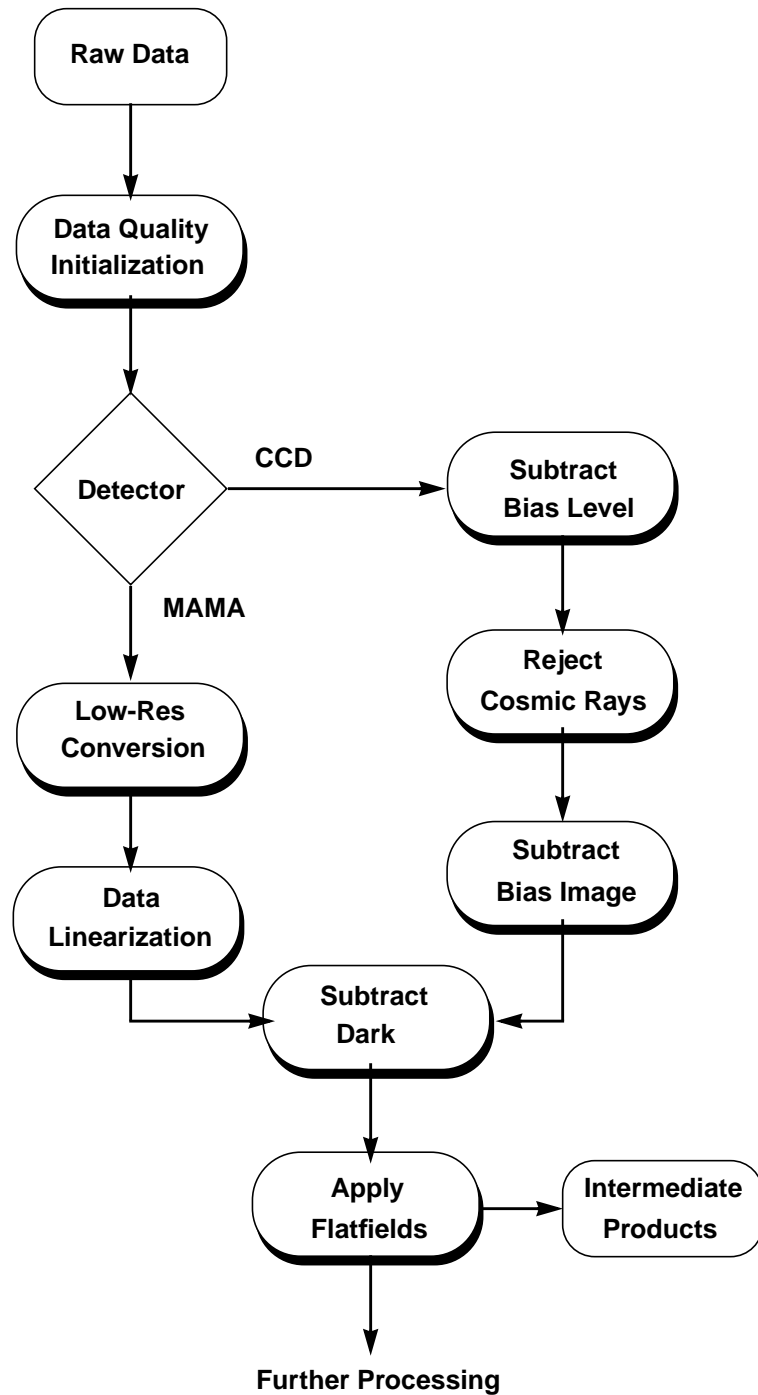 Raw Data
Data Quality
Initialization
Detector
CCD
Subtract
Bias Level
MAMA
Reject
Cosmic Rays
Low-Res
Conversion
Subtract
Bias Image
Data
Linearization
Subtract
Dark
Apply
Flatfields
Intermediate
Products
Further Processing